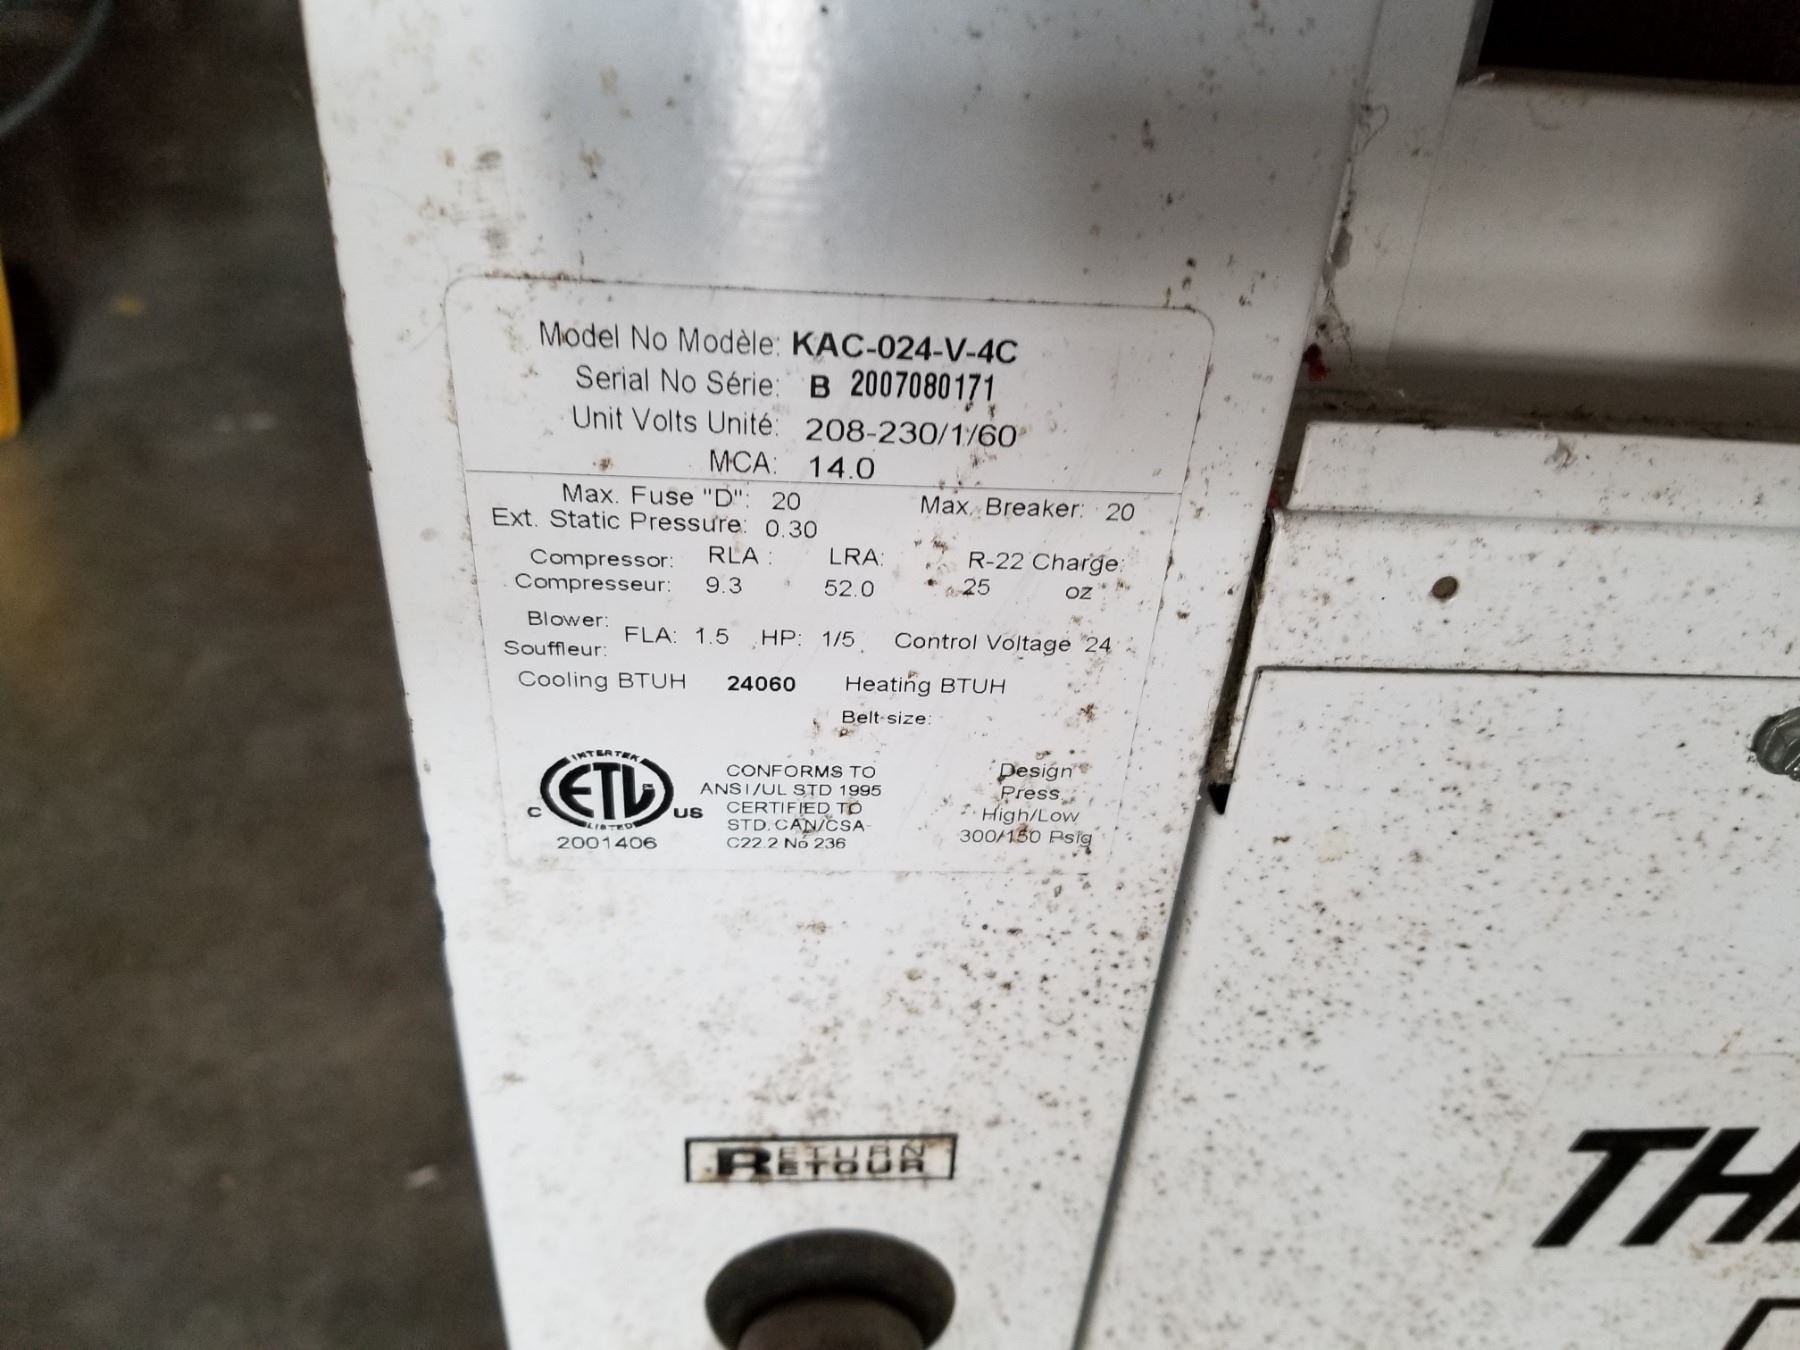 Model No Modèle: KAC-024-V-4C
Serial No Série: B 2007080171
Unit Volts Unité: 208-230/1/60
MCA: 14.0
Max. Fuse "D": 20 Max. Breaker: 20
Ext. Static Pressure: 0.30
Compressor: RLA : LRA: R-22 Charge:
Compresseur: 9.3 52.0 25 oz
Blower:
FLA: 1.5 HP: 1/5 Control Voltage 24
Souffleur:
Cooling BTUH 24060 Heating BTUH
Belt size:
INTERTEK
ETL
LISTED
C US
2001406
CONFORMS TO
ANSI/UL STD 1995
CERTIFIED TO
STD. CAN/CSA
C22.2 No 236
Design
Press.
High/Low
300/150 Psig
RETURN
RETOUR
TH